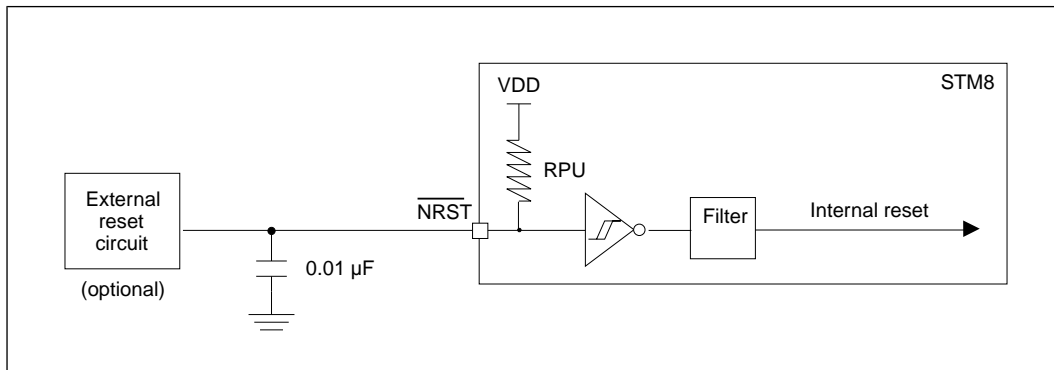 STM8
VDD
RPU
External
reset
circuit
(optional)
0.01 µF
NRST
Filter
Internal reset